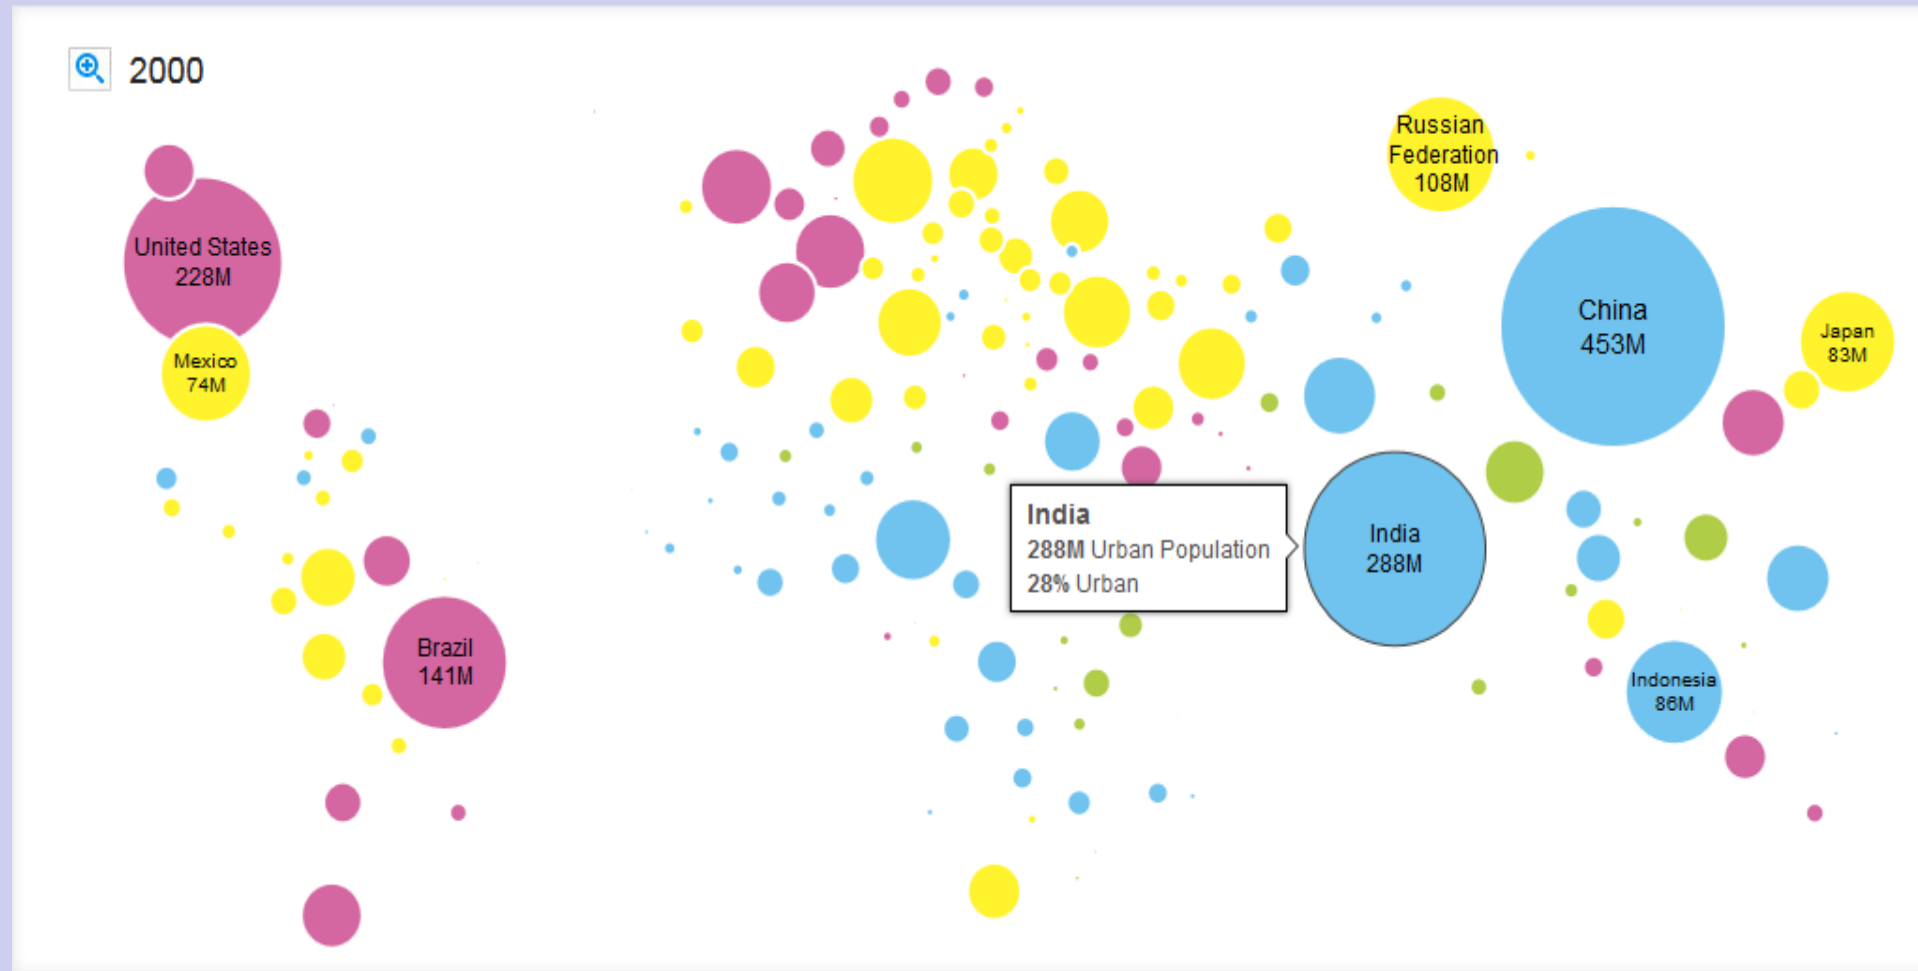 2000
Russian
Federation
108M
United States
228M
China
453M
Japan
83M
Mexico
74M
India
288M Urban Population
28% Urban
India
288M
Brazil
141M
Indonesia
86M